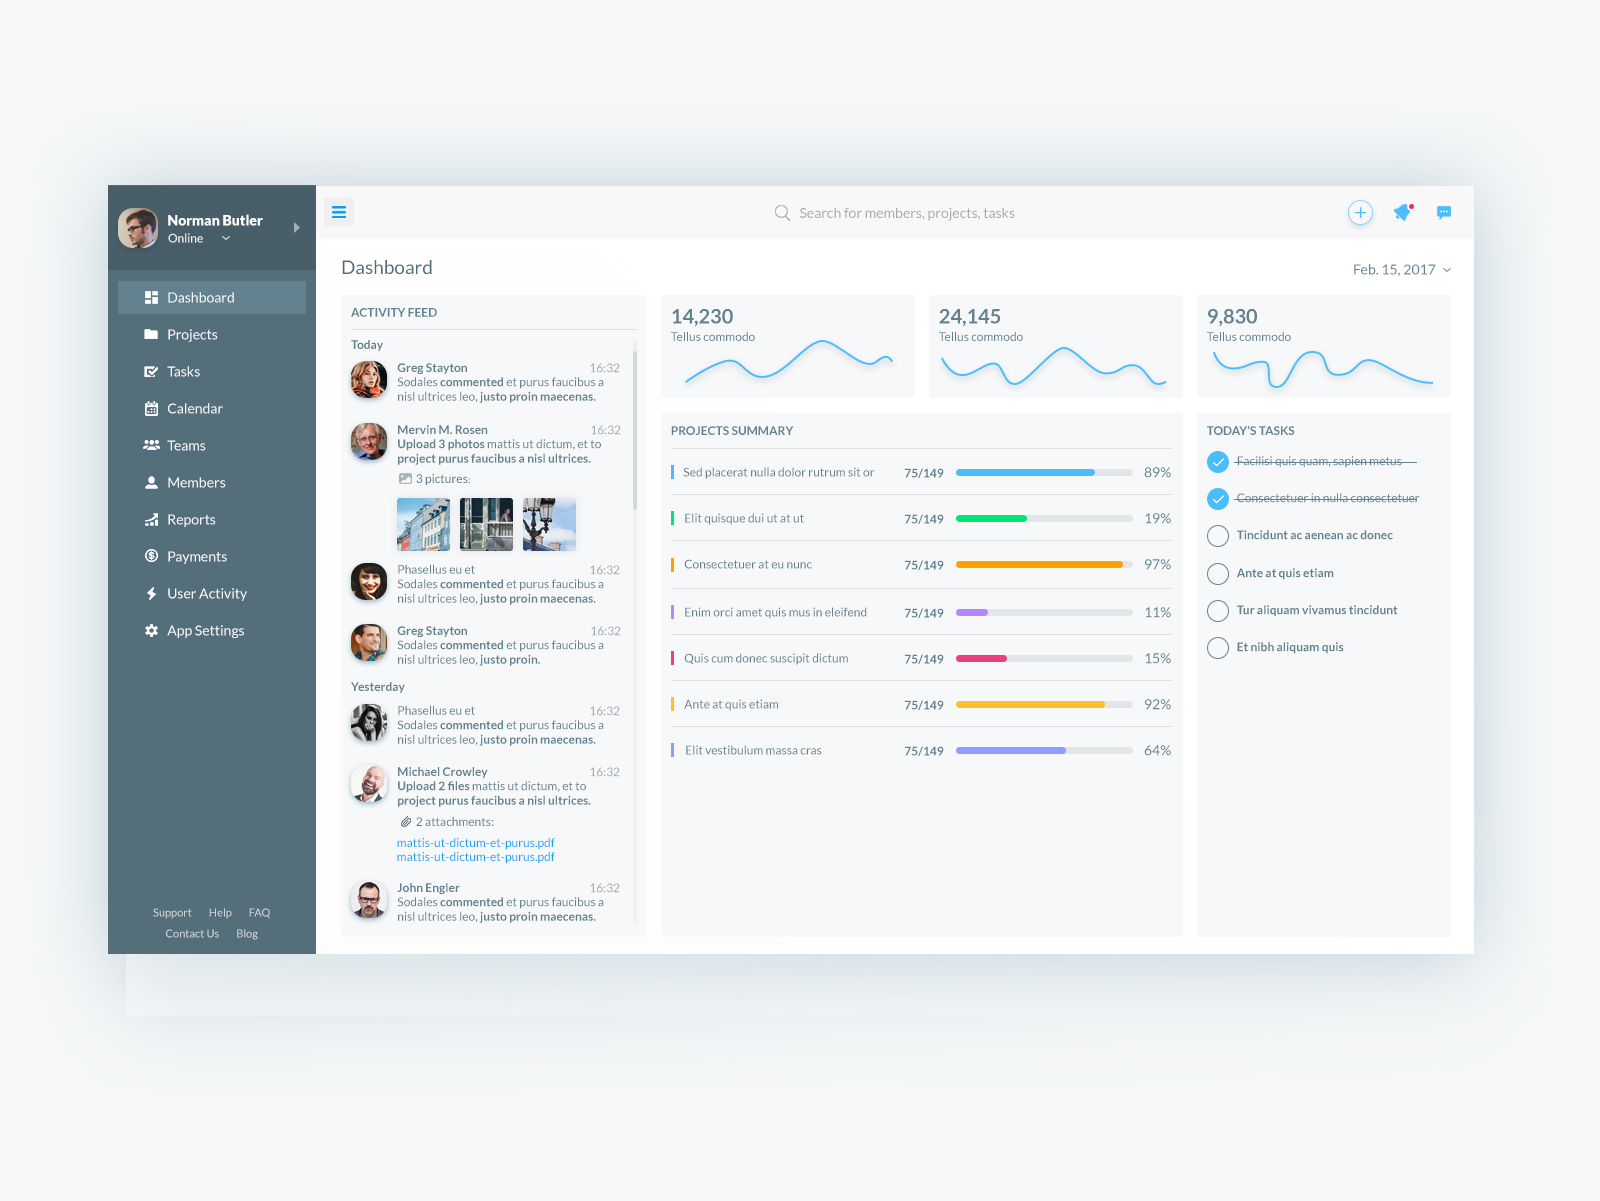 Norman Butler
Online
Dashboard
Projects
Tasks
Calendar
Teams
Members
Reports
Payments
User Activity
App Settings
Support Help FAQ
Contact Us Blog
Search for members, projects, tasks
Dashboard
Feb. 15, 2017
ACTIVITY FEED
Today
Greg Stayton 16:32
Sodales commented et purus faucibus a
nisl ultrices leo, justo proin maecenas.
Mervin M. Rosen 16:32
Upload 3 photos mattis ut dictum, et to
project purus faucibus a nisl ultrices.
3 pictures:
Phasellus eu et 16:32
Sodales commented et purus faucibus a
nisl ultrices leo, justo proin maecenas.
Greg Stayton 16:32
Sodales commented et purus faucibus a
nisl ultrices leo, justo proin.
Yesterday
Phasellus eu et 16:32
Sodales commented et purus faucibus a
nisl ultrices leo, justo proin maecenas.
Michael Crowley 16:32
Upload 2 files mattis ut dictum, et to
project purus faucibus a nisl ultrices.
2 attachments:
mattis-ut-dictum-et-purus.pdf
mattis-ut-dictum-et-purus.pdf
John Engler 16:32
Sodales commented et purus faucibus a
nisl ultrices leo, justo proin maecenas.
14,230
Tellus commodo
24,145
Tellus commodo
9,830
Tellus commodo
PROJECTS SUMMARY
Sed placerat nulla dolor rutrum sit or 75/149 89%
Elit quisque dui ut at ut 75/149 19%
Consectetuer at eu nunc 75/149 97%
Enim orci amet quis mus in eleifend 75/149 11%
Quis cum donec suscipit dictum 75/149 15%
Ante at quis etiam 75/149 92%
Elit vestibulum massa cras 75/149 64%
TODAY'S TASKS
Facilisi quis quam, sapien metus
Consectetuer in nulla consectetuer
Tincidunt ac aenean ac donec
Ante at quis etiam
Tur aliquam vivamus tincidunt
Et nibh aliquam quis